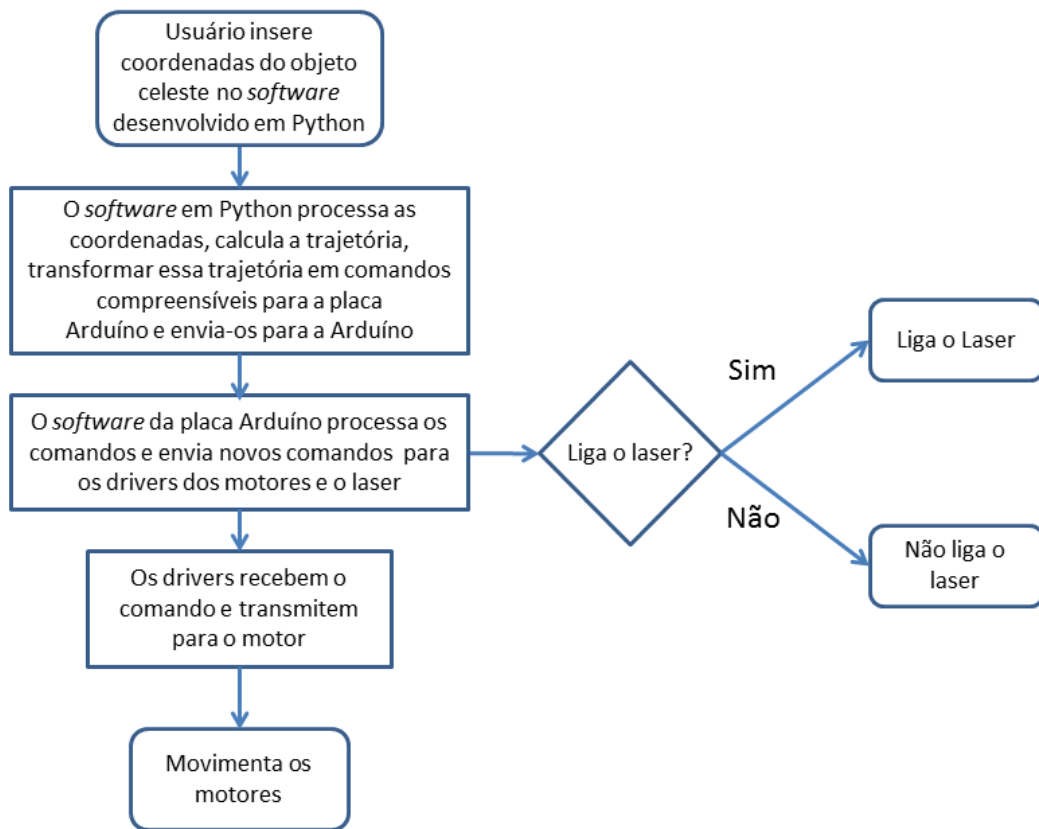 Usuário insere
coordenadas do objeto
celeste no software
desenvolvido em Python
O software em Python processa as
coordenadas, calcula a trajetória,
transformar essa trajetória em comandos
compreensíveis para a placa
Arduíno e envia-os para a Arduíno
O software da placa Arduíno processa os
comandos e envia novos comandos para
os drivers dos motores e o laser
Liga o laser?
Sim
Liga o Laser
Não
Não liga o
laser
Os drivers recebem o
comando e transmitem
para o motor
Movimenta os
motores